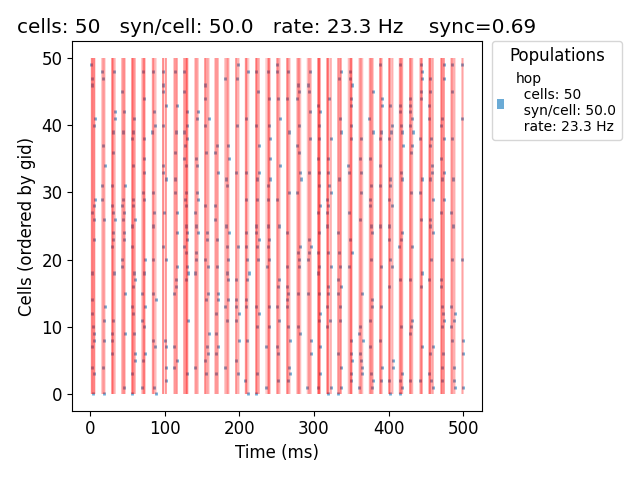 cells: 50   syn/cell: 50.0   rate: 23.3 Hz    sync=0.69
Populations
hop
cells: 50
syn/cell: 50.0
rate: 23.3 Hz
Cells (ordered by gid)
50
40
30
20
10
0
0 100 200 300 400 500
Time (ms)